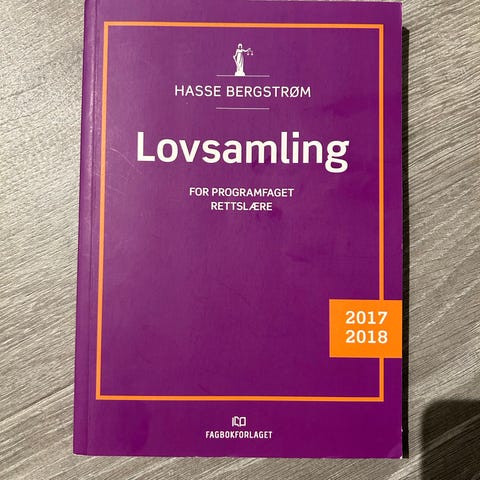 HASSE BERGSTRØM
Lovsamling
FOR PROGRAMFAGET
RETTSLÆRE
2017
2018
FAGBOKFORLAGET